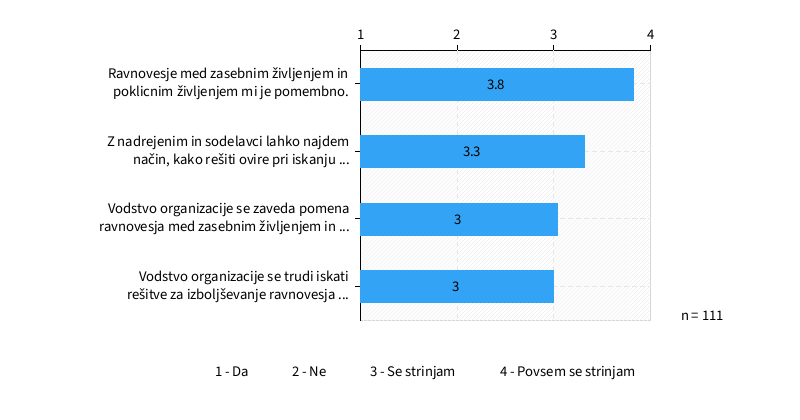 1 2 3 4
Ravnovesje med zasebnim življenjem in
poklicnim življenjem mi je pomembno.
3.8
Z nadrejenim in sodelavci lahko najdem
način, kako rešiti ovire pri iskanju ...
3.3
Vodstvo organizacije se zaveda pomena
ravnovesja med zasebnim življenjem in ...
3
Vodstvo organizacije se trudi iskati
rešitve za izboljševanje ravnovesja ...
3
n = 111
1 - Da 2 - Ne 3 - Se strinjam 4 - Povsem se strinjam